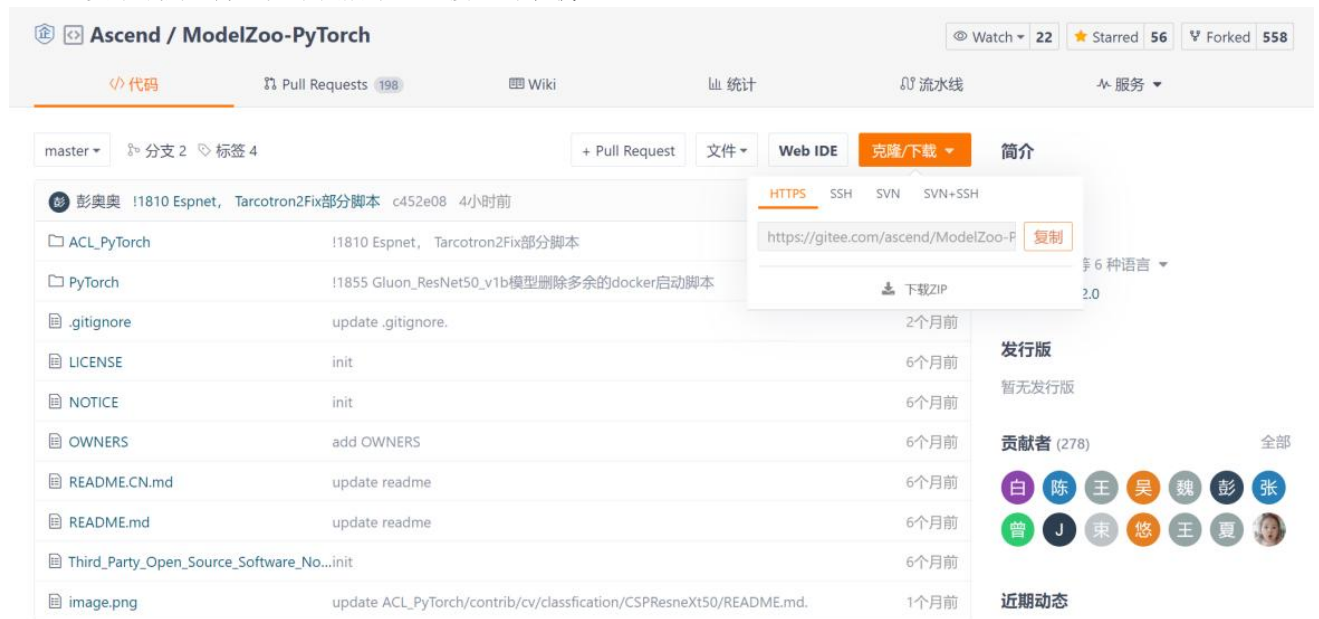 Ascend / ModelZoo-PyTorch
Watch 22 Starred 56 Forked 558
代码 Pull Requests 198 Wiki 统计 流水线 服务
master 分支 2 标签 4 + Pull Request 文件 Web IDE 克隆/下载 简介
HTTPS SSH SVN SVN+SSH
彭 彭奥奥 !1810 Espnet， Tarcotron2Fix部分脚本 c452e08 4小时前
https://gitee.com/ascend/ModelZoo-P 复制
ACL_PyTorch !1810 Espnet， Tarcotron2Fix部分脚本
等 6 种语言
PyTorch !1855 Gluon_ResNet50_v1b模型删除多余的docker启动脚本
下载ZIP
2.0
.gitignore update .gitignore. 2个月前
发行版
LICENSE init 6个月前
暂无发行版
NOTICE init 6个月前
OWNERS add OWNERS 6个月前
贡献者 (278) 全部
README.CN.md update readme 6个月前
白 陈 王 吴 魏 彭 张
README.md update readme 6个月前
曾 J 束 悠 王 夏
Third_Party_Open_Source_Software_No...init 6个月前
image.png update ACL_PyTorch/contrib/cv/classfication/CSPResneXt50/README.md. 1个月前
近期动态